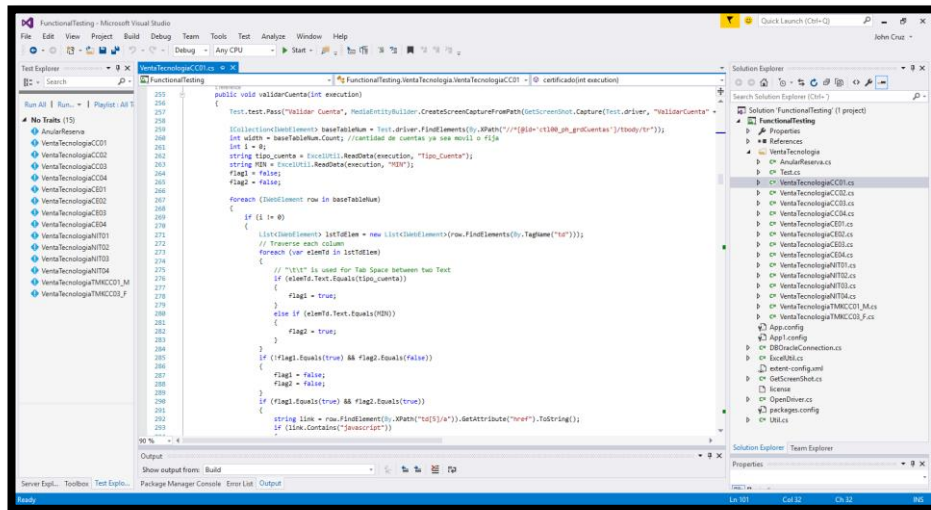 FunctionalTesting - Microsoft Visual Studio
Quick Launch (Ctrl+Q)
File Edit View Project Build Debug Team Tools Test Analyze Window Help
John Cruz
Debug Any CPU Start
Test Explorer
Search
Run All | Run... | Playlist : All T
No Traits (15)
AnularReserva
VentaTecnologiaCC01
VentaTecnologiaCC02
VentaTecnologiaCC03
VentaTecnologiaCC04
VentaTecnologiaCE01
VentaTecnologiaCE02
VentaTecnologiaCE03
VentaTecnologiaCE04
VentaTecnologiaNIT01
VentaTecnologiaNIT02
VentaTecnologiaNIT03
VentaTecnologiaNIT04
VentaTecnologiaTMKCC01_M
VentaTecnologiaTMKCC03_F
VentaTecnologiaCC01.cs
FunctionalTesting
FunctionalTesting.VentaTecnologia.VentaTecnologiaCC01
certificado(int execution)
255 public void validarCuenta(int execution)
256 {
257 Test.test.Pass("Validar Cuenta", MediaEntityBuilder.CreateScreenCaptureFromPath(GetScreenShot.Capture(Test.driver, "ValidarCuenta" +
258
259 ICollection<IWebElement> baseTableNum = Test.driver.FindElements(By.XPath("//*[@id='ctl00_ph_grdCuentas']/tbody/tr"));
260 int width = baseTableNum.Count; //cantidad de cuentas ya sea movil o fija
261 int i = 0;
262 string tipo_cuenta = ExcelUtil.ReadData(execution, "Tipo_Cuenta");
263 string MIN = ExcelUtil.ReadData(execution, "MIN");
264 flag1 = false;
265 flag2 = false;
266
267 foreach (IWebElement row in baseTableNum)
268 {
269 if (i != 0)
270 {
271 List<IWebElement> lstTdElem = new List<IWebElement>(row.FindElements(By.TagName("td")));
272 // Traverse each column
273 foreach (var elemTd in lstTdElem)
274 {
275 // "\t\t" is used for Tab Space between two Text
276 if (elemTd.Text.Equals(tipo_cuenta))
277 {
278 flag1 = true;
279 }
280 else if (elemTd.Text.Equals(MIN))
281 {
282 flag2 = true;
283 }
284 }
285 if (!flag1.Equals(true) && flag2.Equals(false))
286 {
287 flag1 = false;
288 flag2 = false;
289 }
290 if (flag1.Equals(true) && flag2.Equals(true))
291 {
292 string link = row.FindElement(By.XPath("td[5]/a")).GetAttribute("href").ToString();
293 if (link.Contains("javascript"))
90 %
Output
Show output from: Build
Server Expl... Toolbox Test Explo...
Package Manager Console Error List Output
Solution Explorer
Search Solution Explorer (Ctrl+)
Solution 'FunctionalTesting' (1 project)
FunctionalTesting
Properties
References
VentaTecnologia
AnularReserva.cs
Test.cs
VentaTecnologiaCC01.cs
VentaTecnologiaCC02.cs
VentaTecnologiaCC03.cs
VentaTecnologiaCC04.cs
VentaTecnologiaCE01.cs
VentaTecnologiaCE02.cs
VentaTecnologiaCE03.cs
VentaTecnologiaCE04.cs
VentaTecnologiaNIT01.cs
VentaTecnologiaNIT02.cs
VentaTecnologiaNIT03.cs
VentaTecnologiaNIT04.cs
VentaTecnologiaTMKCC01_M.cs
VentaTecnologiaTMKCC03_F.cs
App.config
App1.config
DBOracleConnection.cs
ExcelUtil.cs
extent-config.xml
GetScreenShot.cs
license
OpenDriver.cs
packages.config
Util.cs
Solution Explorer Team Explorer
Properties
Ready Ln 101 Col 32 Ch 32 INS